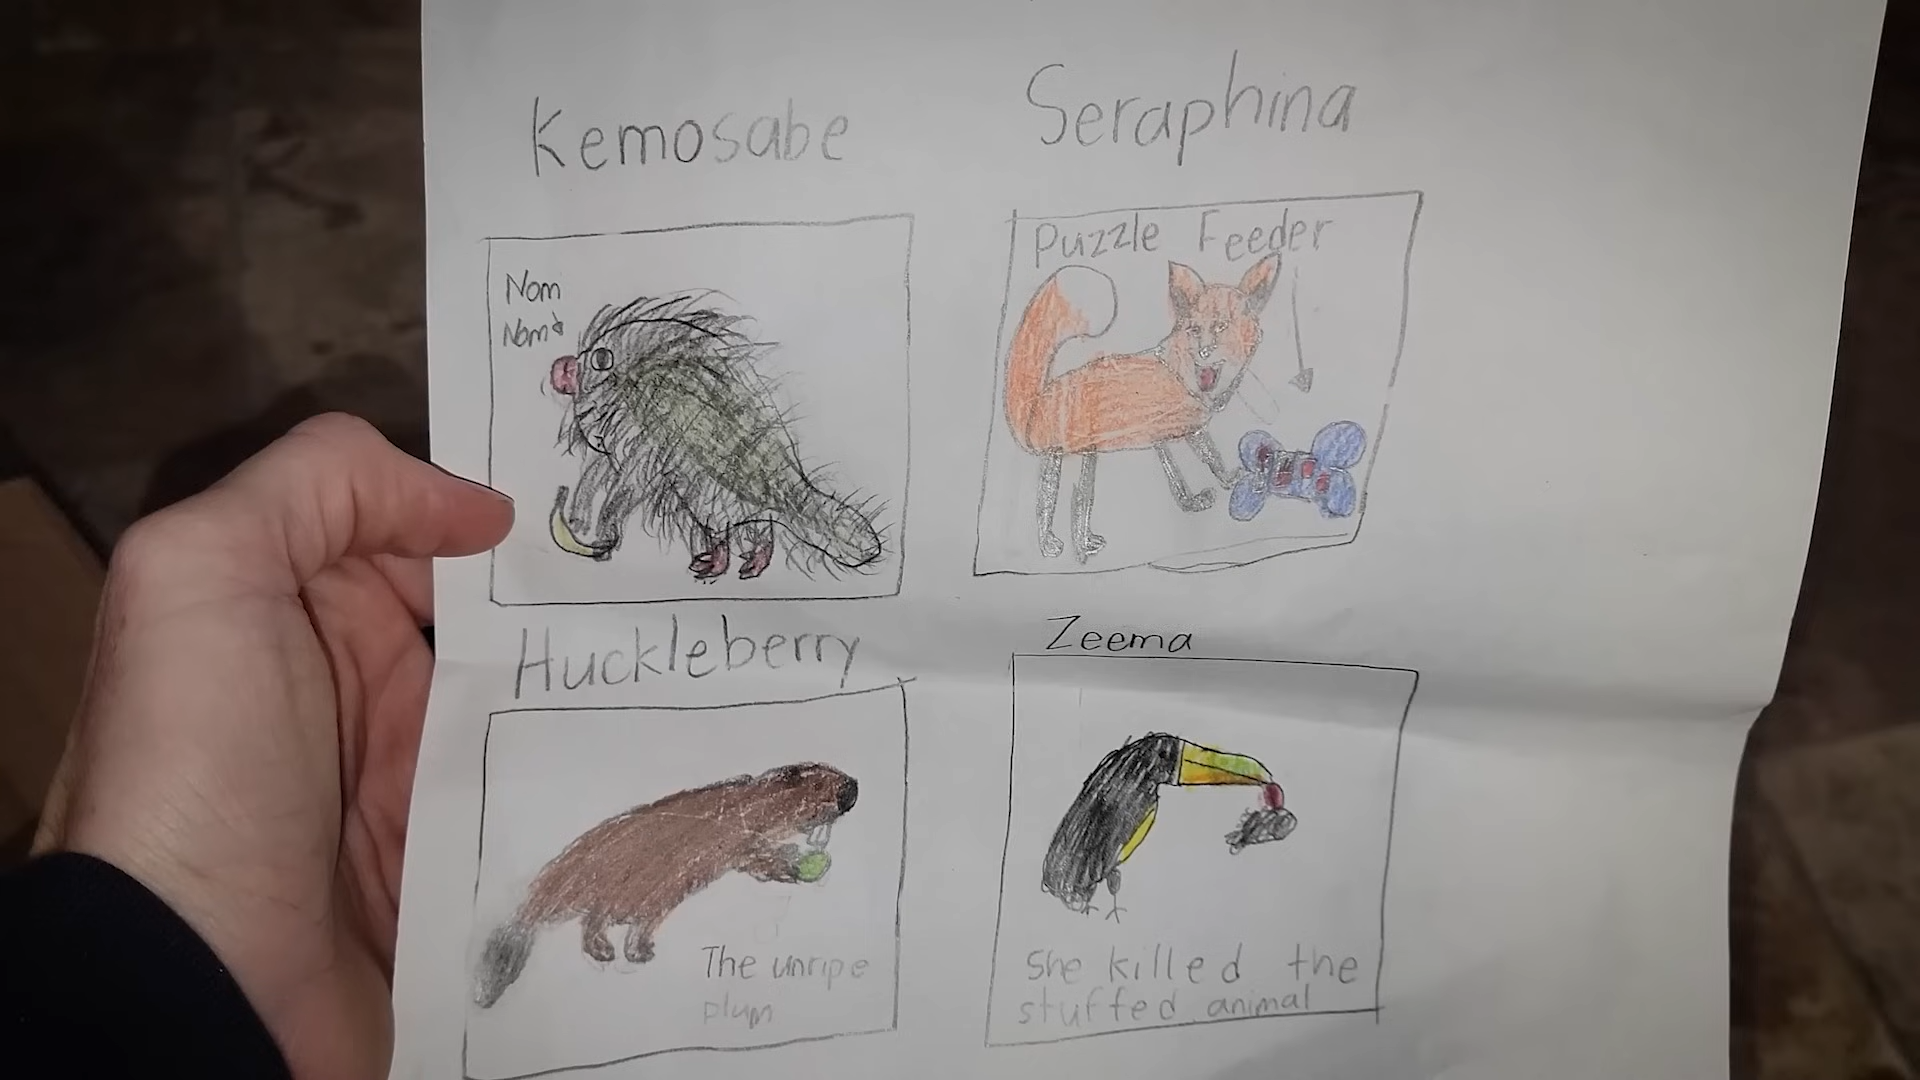 Kemosabe
Seraphina
Nom
Nom
Puzzle Feeder
Huckleberry
Zeema
The unripe
plum
She killed the
stuffed animal